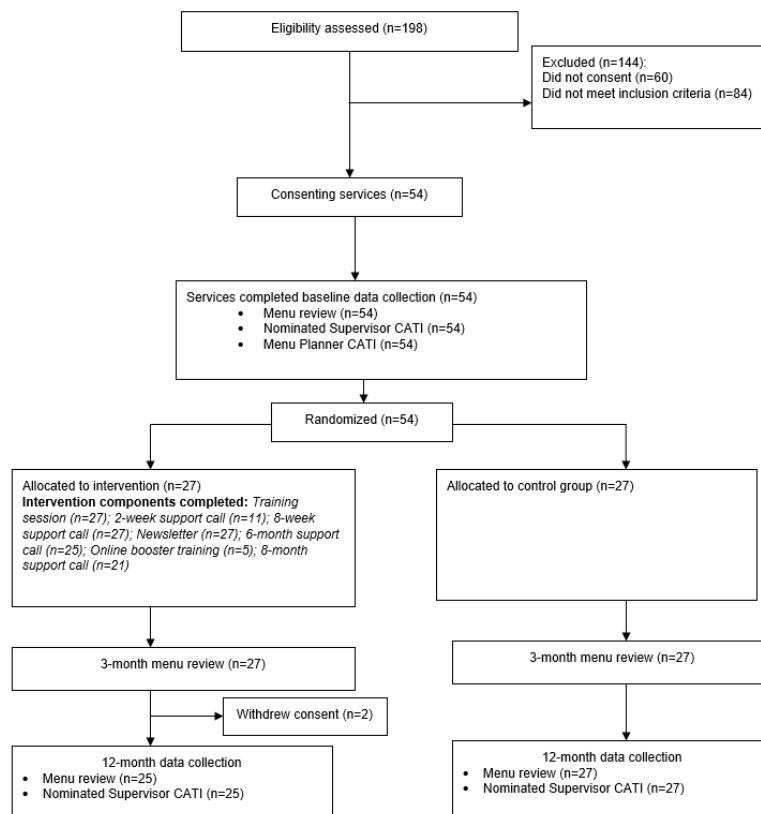 Eligibility assessed (n=198)
Excluded (n=144):
Did not consent (n=60)
Did not meet inclusion criteria (n=84)
Consenting services (n=54)
Services completed baseline data collection (n=54)
• Menu review (n=54)
• Nominated Supervisor CATI (n=54)
• Menu Planner CATI (n=54)
Randomized (n=54)
Allocated to intervention (n=27)
Intervention components completed: Training
session (n=27); 2-week support call (n=11); 8-week
support call (n=27); Newsletter (n=27); 6-month support
call (n=25); Online booster training (n=5); 8-month
support call (n=21)
Allocated to control group (n=27)
3-month menu review (n=27)
3-month menu review (n=27)
Withdrew consent (n=2)
12-month data collection
• Menu review (n=25)
• Nominated Supervisor CATI (n=25)
12-month data collection
• Menu review (n=27)
• Nominated Supervisor CATI (n=27)